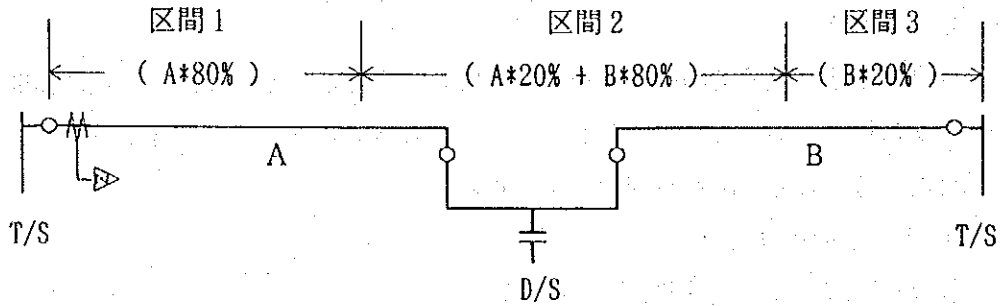 区間1 区間2 区間3
( A*80% ) ( A*20% + B*80% ) ( B*20% )
A B
T/S T/S
D/S